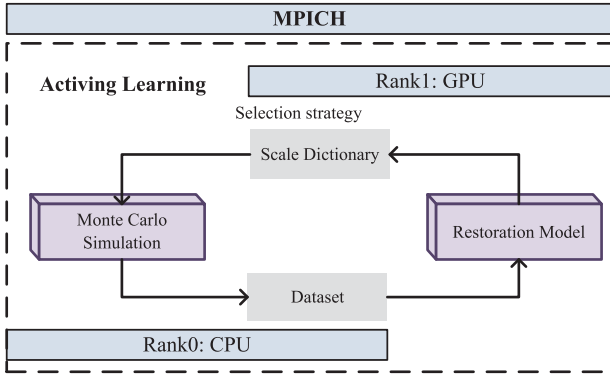 MPICH
Activing Learning
Rank1: GPU
Selection strategy
Scale Dictionary
Monte Carlo
Simulation
Restoration Model
Dataset
Rank0: CPU